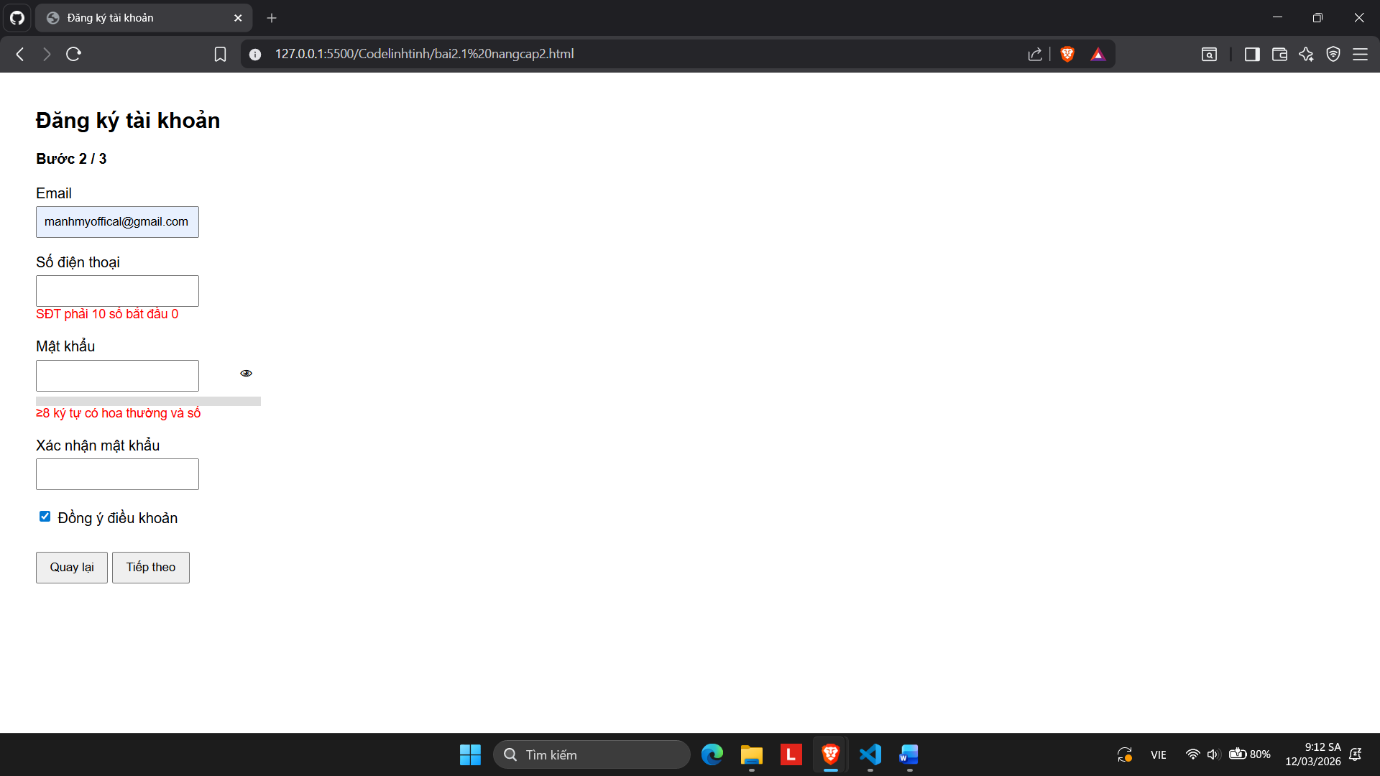 Đăng ký tài khoản
127.0.0.1:5500/Codelinhtinh/bai2.1%20nangcap2.html
Đăng ký tài khoản
Bước 2 / 3
Email
manhmyoffical@gmail.com
Số điện thoại
SĐT phải 10 số bắt đầu 0
Mật khẩu
≥8 ký tự có hoa thường và số
Xác nhận mật khẩu
Đồng ý điều khoản
Quay lại
Tiếp theo
Tìm kiếm
L
W
VIE
80%
9:12 SA
12/03/2026